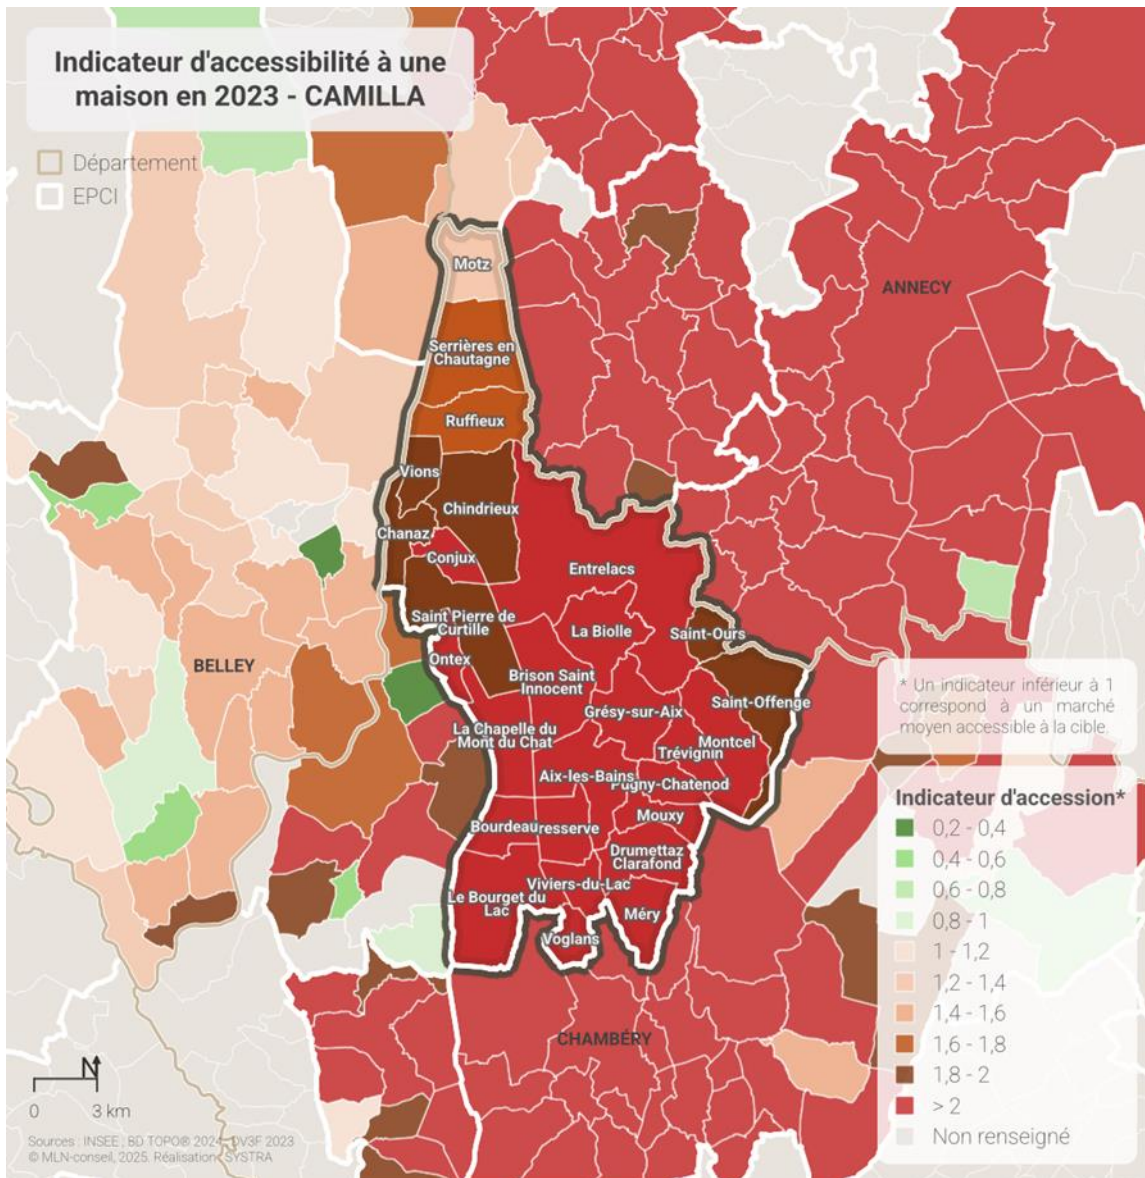 Indicateur d'accessibilité à une
maison en 2023 - CAMILLA
Département
EPCI
Motz
ANNECY
Serrières en
Chautagne
Ruffieux
Vions
Chindrieux
Chanaz
Conjux
Entrelacs
Saint Pierre de
Curtille
La Biolle
Saint-Ours
Ontex
BELLEY
Brison Saint
Innocent
Saint-Offenge
Grésy-sur-Aix
La Chapelle du
Mont du Chat
Montcel
Trévignin
Aix-les-Bains
Pugny-Chatenod
Bourdeau
resserve
Mouxy
Drumettaz
Clarafond
Viviers-du-Lac
Le Bourget du
Lac
Méry
Voglans
CHAMBÉRY
* Un indicateur inférieur à 1
correspond à un marché
moyen accessible à la cible.
Indicateur d'accession*
0,2 - 0,4
0,4 - 0,6
0,6 - 0,8
0,8 - 1
1 - 1,2
1,2 - 1,4
1,4 - 1,6
1,6 - 1,8
1,8 - 2
> 2
Non renseigné
N
0 3 km
Sources : INSEE ; BD TOPO® 2024 ; DV3F 2023
© MLN-conseil, 2025. Réalisation : SYSTRA